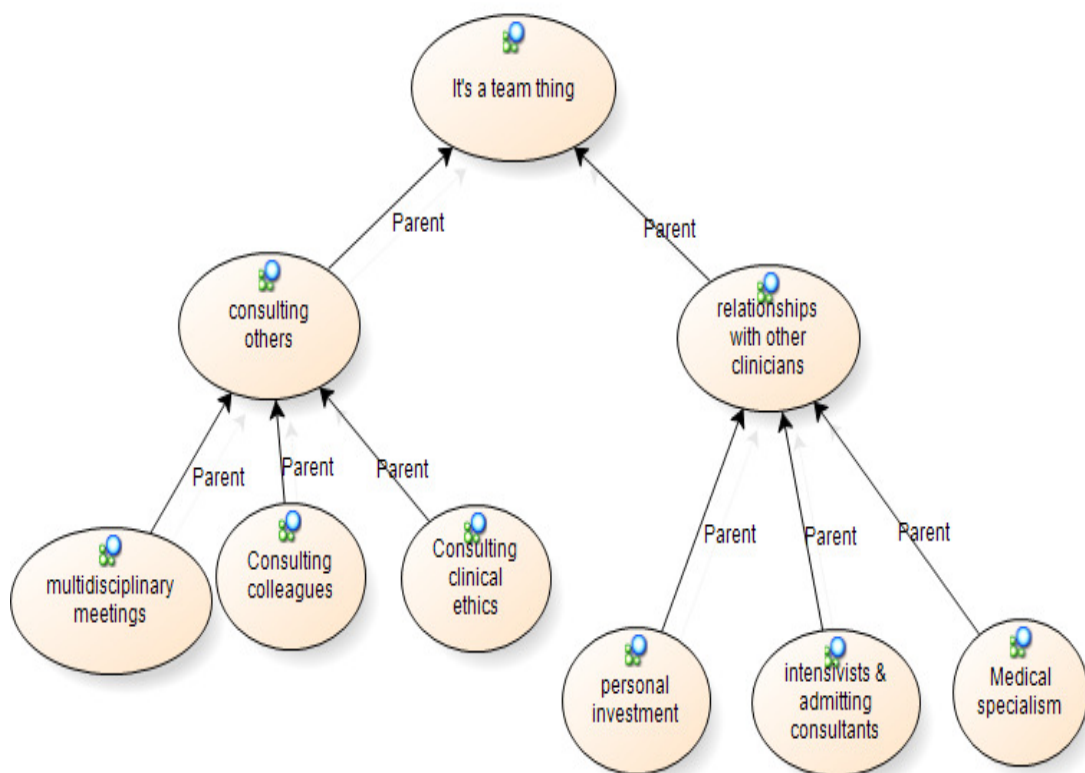 It's a team thing
Parent
Parent
consulting
others
relationships
with other
clinicians
Parent
Parent
Parent
multidisciplinary
meetings
Consulting
colleagues
Consulting
clinical
ethics
Parent
Parent
Parent
personal
investment
intensivists &
admitting
consultants
Medical
specialism